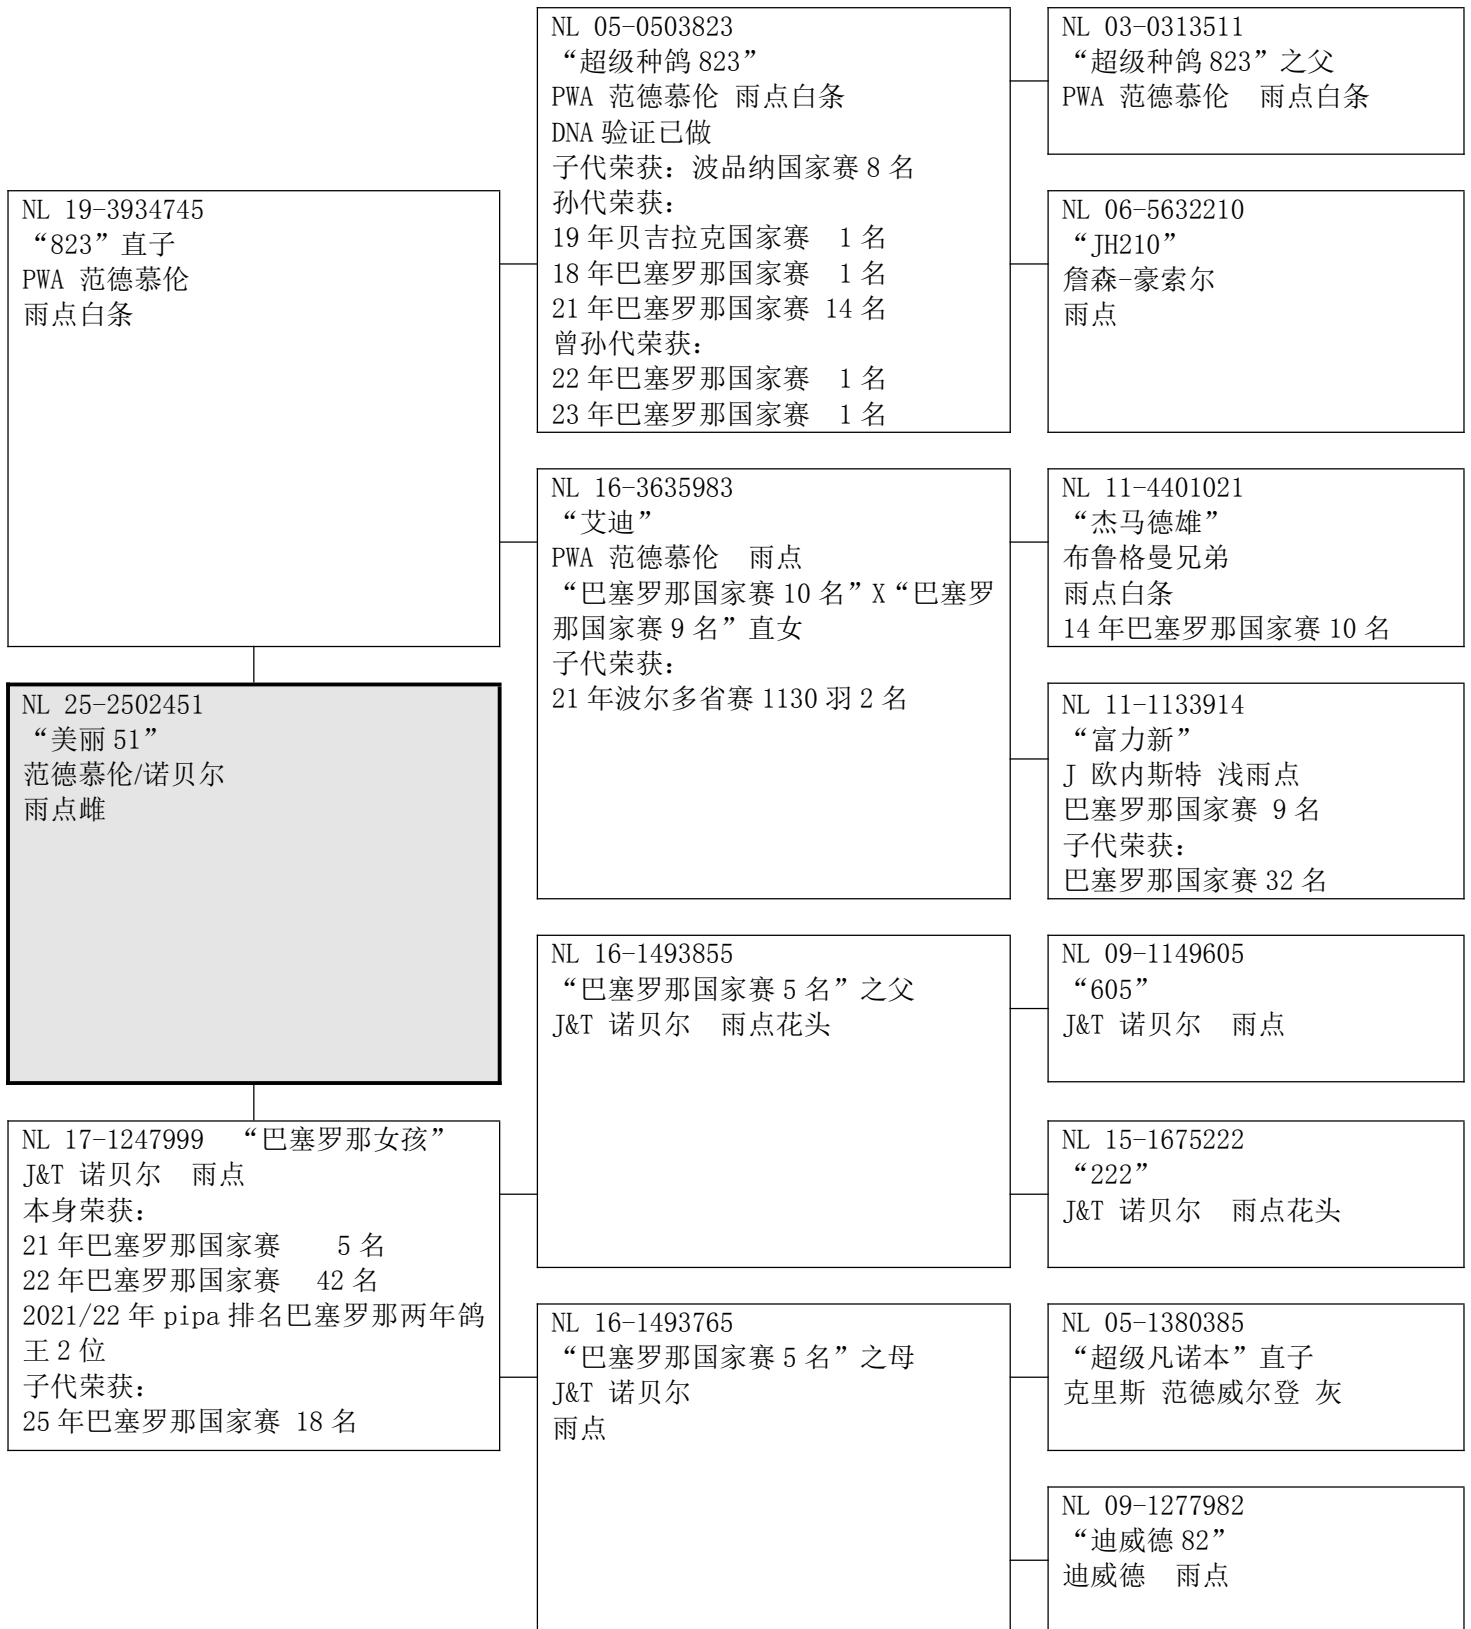 NL 19-3934745
“823”直子
PWA 范德慕伦
雨点白条
NL 25-2502451
“美丽 51”
范德慕伦/诺贝尔
雨点雌
NL 17-1247999 “巴塞罗那女孩”
J&T 诺贝尔 雨点
本身荣获：
21 年巴塞罗那国家赛 5 名
22 年巴塞罗那国家赛 42 名
2021/22 年 pipa 排名巴塞罗那两年鸽
王 2 位
子代荣获：
25 年巴塞罗那国家赛 18 名
NL 05-0503823
“超级种鸽 823”
PWA 范德慕伦 雨点白条
DNA 验证已做
子代荣获：波品纳国家赛 8 名
孙代荣获：
19 年贝吉拉克国家赛 1 名
18 年巴塞罗那国家赛 1 名
21 年巴塞罗那国家赛 14 名
曾孙代荣获：
22 年巴塞罗那国家赛 1 名
23 年巴塞罗那国家赛 1 名
NL 16-3635983
“艾迪”
PWA 范德慕伦 雨点
“巴塞罗那国家赛 10 名”X“巴塞罗
那国家赛 9 名”直女
子代荣获：
21 年波尔多省赛 1130 羽 2 名
NL 16-1493855
“巴塞罗那国家赛 5 名”之父
J&T 诺贝尔 雨点花头
NL 16-1493765
“巴塞罗那国家赛 5 名”之母
J&T 诺贝尔
雨点
NL 03-0313511
“超级种鸽 823”之父
PWA 范德慕伦 雨点白条
NL 06-5632210
“JH210”
詹森-豪索尔
雨点
NL 11-4401021
“杰马德雄”
布鲁格曼兄弟
雨点白条
14 年巴塞罗那国家赛 10 名
NL 11-1133914
“富力新”
J 欧内斯特 浅雨点
巴塞罗那国家赛 9 名
子代荣获：
巴塞罗那国家赛 32 名
NL 09-1149605
“605”
J&T 诺贝尔 雨点
NL 15-1675222
“222”
J&T 诺贝尔 雨点花头
NL 05-1380385
“超级凡诺本”直子
克里斯 范德威尔登 灰
NL 09-1277982
“迪威德 82”
迪威德 雨点